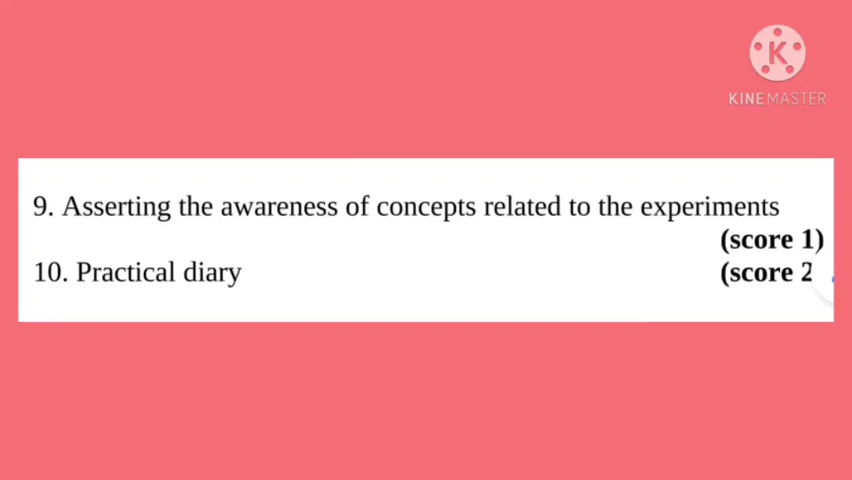 KINEMASTER
9. Asserting the awareness of concepts related to the experiments
(score 1)
10. Practical diary (score 2